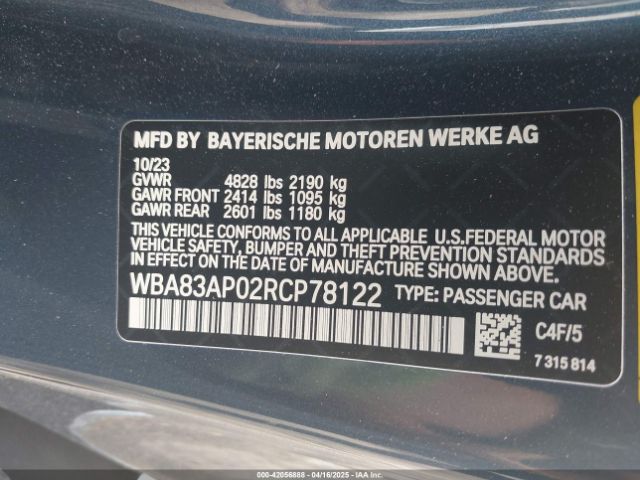 MFD BY BAYERISCHE MOTOREN WERKE AG
10/23
GVWR 4828 lbs 2190 kg
GAWR FRONT 2414 lbs 1095 kg
GAWR REAR 2601 lbs 1180 kg
THIS VEHICLE CONFORMS TO ALL APPLICABLE U.S.FEDERAL MOTOR
VEHICLE SAFETY, BUMPER AND THEFT PREVENTION STANDARDS
IN EFFECT ON THE DATE OF MANUFACTURE SHOWN ABOVE.
WBA83AP02RCP78122 TYPE: PASSENGER CAR
C4F/5
7 315 814
000-42056888 - 04/16/2025 - IAAI.COM